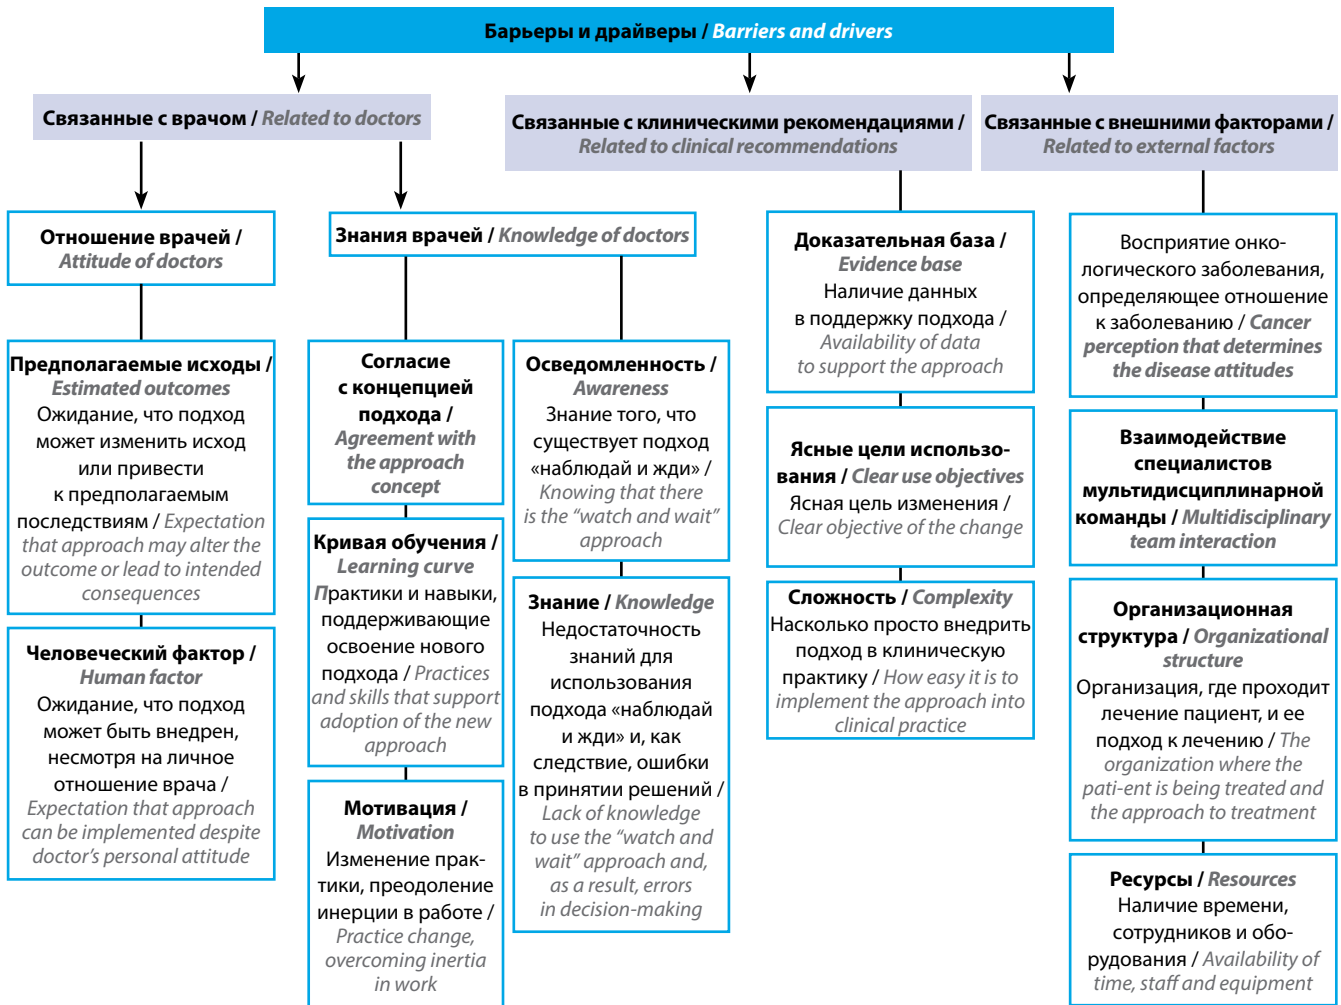 Барьеры и драйверы / Barriers and drivers
Связанные с врачом / Related to doctors
Связанные с клиническими рекомендациями /
Related to clinical recommendations
Связанные с внешними факторами /
Related to external factors
Отношение врачей /
Attitude of doctors
Предполагаемые исходы /
Estimated outcomes
Ожидание, что подход
может изменить исход
или привести
к предполагаемым
последствиям / Expectation
that approach may alter the
outcome or lead to intended
consequences
Человеческий фактор /
Human factor
Ожидание, что подход
может быть внедрен,
несмотря на личное
отношение врача /
Expectation that approach
can be implemented despite
doctor's personal attitude
Знания врачей / Knowledge of doctors
Согласие
с концепцией
подхода /
Agreement with
the approach
concept
Кривая обучения /
Learning curve
Практики и навыки,
поддерживающие
освоение нового
подхода / Practices
and skills that support
adoption of the new
approach
Мотивация /
Motivation
Изменение прак-
тики, преодоление
инерции в работе /
Practice change,
overcoming inertia
in work
Осведомленность /
Awareness
Знание того, что
существует подход
«наблюдай и жди» /
Knowing that there
is the “watch and wait”
approach
Знание / Knowledge
Недостаточность
знаний для
использования
подхода «наблюдай
и жди» и, как
следствие, ошибки
в принятии решений /
Lack of knowledge
to use the “watch and
wait” approach and,
as a result, errors
in decision-making
Доказательная база /
Evidence base
Наличие данных
в поддержку подхода /
Availability of data
to support the approach
Ясные цели использо-
вания / Clear use objectives
Ясная цель изменения /
Clear objective of the change
Сложность / Complexity
Насколько просто внедрить
подход в клиническую
практику / How easy it is to
implement the approach into
clinical practice
Восприятие онко-
логического заболевания,
определяющее отношение
к заболеванию / Cancer
perception that determines
the disease attitudes
Взаимодействие
специалистов
мультидисциплинарной
команды / Multidisciplinary
team interaction
Организационная
структура / Organizational
structure
Организация, где проходит
лечение пациент, и ее
подход к лечению / The
organization where the
pati-ent is being treated and
the approach to treatment
Ресурсы / Resources
Наличие времени,
сотрудников и обо-
рудования / Availability of
time, staff and equipment